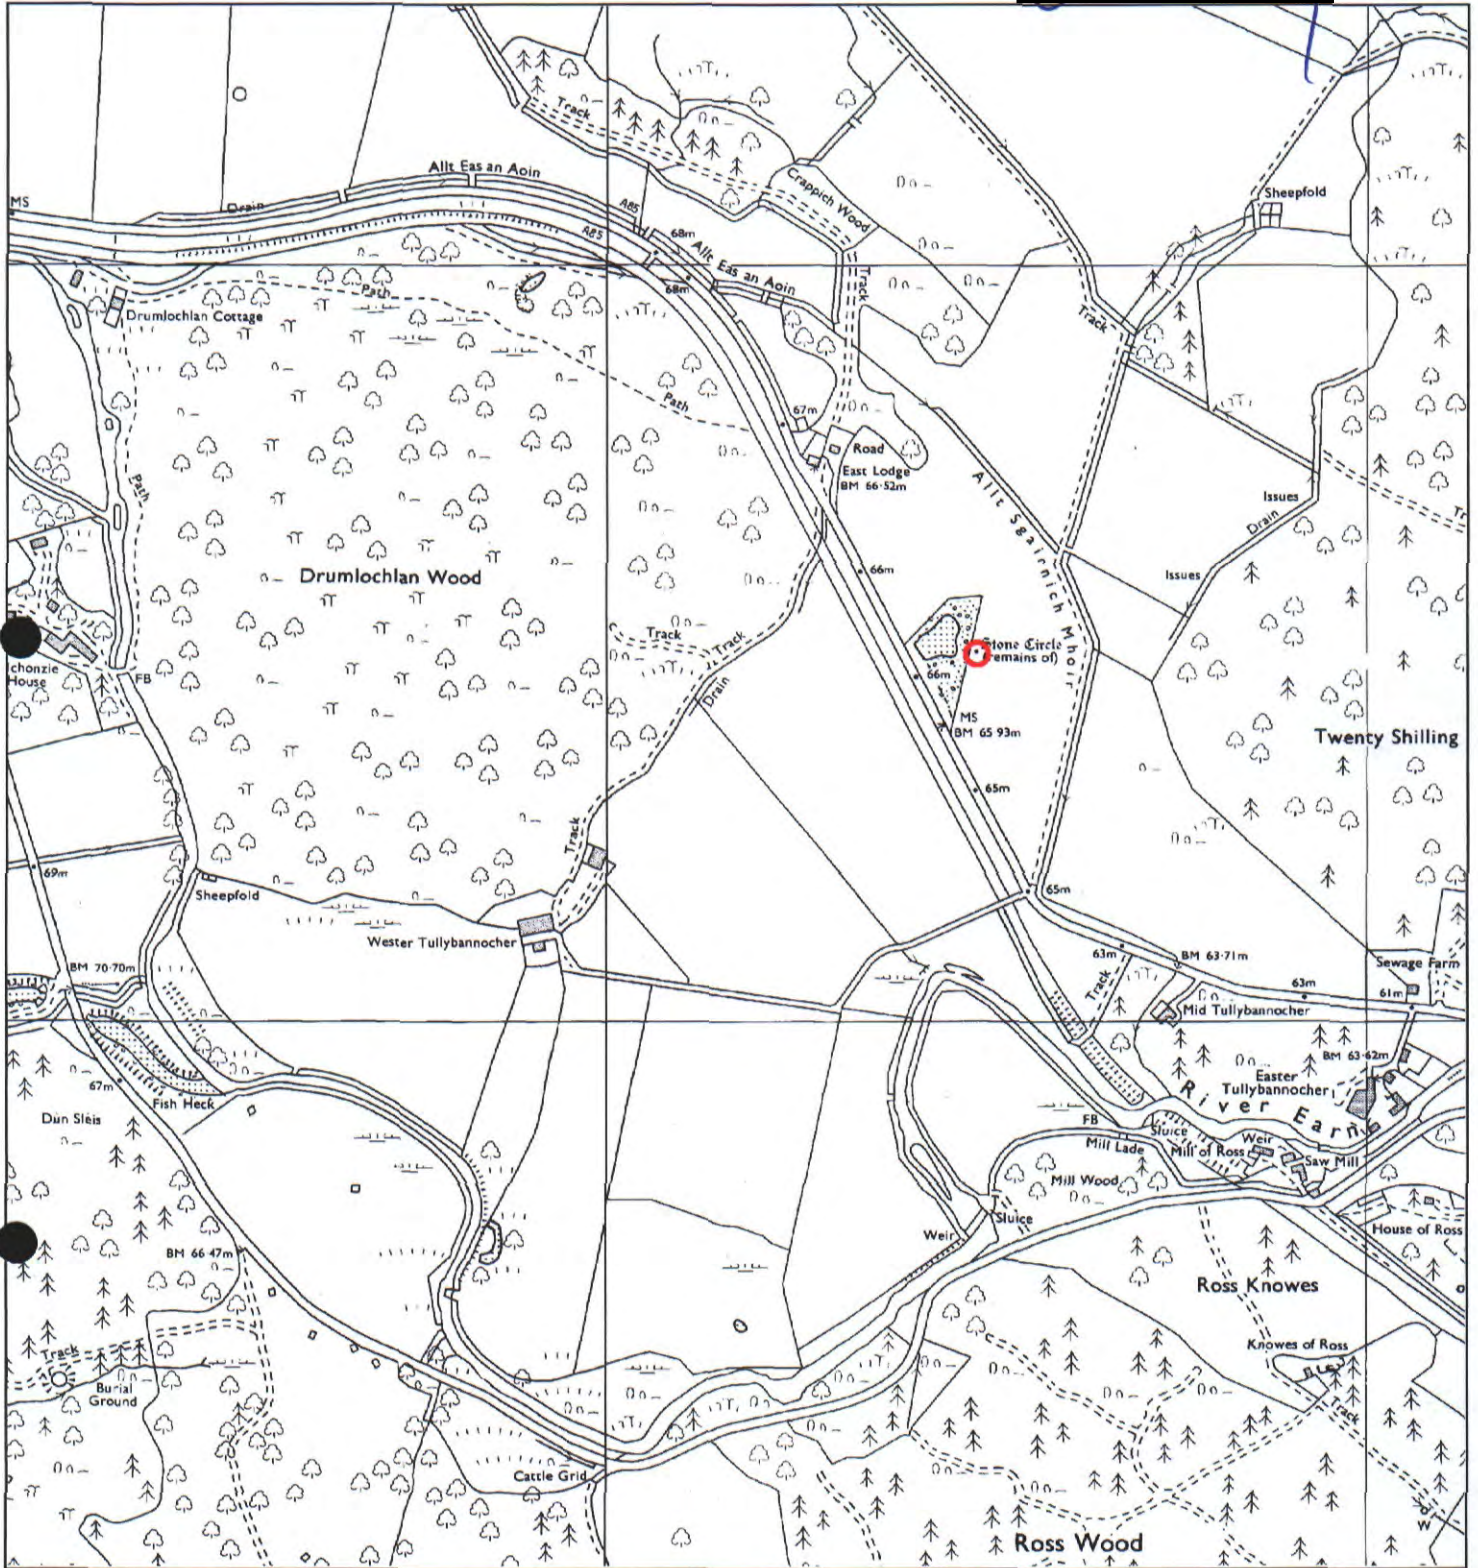 Track
Allt Eas an Aoin
Crappich Wood
Sheepfold
MS
Drain
A85
A85
68m
Allt Eas an Aoin
68m
Track
Path
Drumlochlan Cottage
Track
Path
67m
Road
East Lodge
BM 66·52m
Allt Sgairnich Mhoir
Issues
Drain
Path
Issues
66m
Drumlochlan Wood
Track
Track
Stone Circle
(remains of)
chonzie
House
FB
66m
Drain
MS
BM 65 93m
Twenty Shilling
65m
Track
69m
Sheepfold
65m
Wester Tullybannocher
63m
BM 63·71m
Sewage Farm
BM 70·70m
Track
63m
61m
Mid Tullybannocher
BM 63·62m
67m
Fish Heck
Easter
Tullybannocher
River Earn
Dùn Slèis
FB
Sluice
Mill Lade
Mill of Ross
Weir
Saw Mill
Mill Wood
Sluice
Weir
House of Ross
BM 66·47m
Ross Knowes
Knowes of Ross
Track
Burial
Ground
Track
Cattle Grid
W
Ross Wood